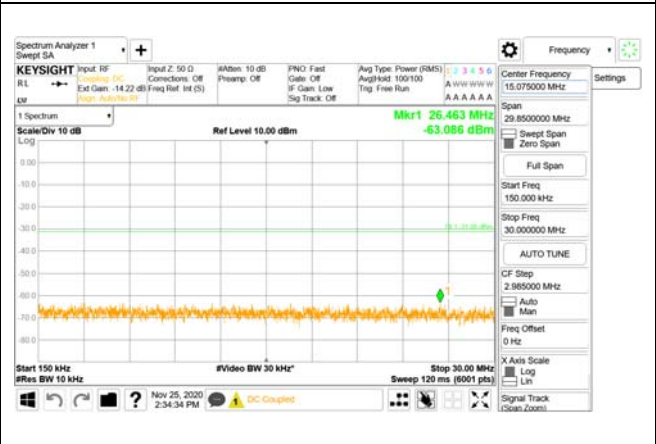 Spectrum Analyzer 1
Swept SA
Frequency
KEYSIGHT
Input: RF
Input Z: 50 Ω
#Atten: 10 dB
PNO: Fast
Avg Type: Power (RMS)
1 2 3 4 5 6
RL
Coupling: DC
Corrections: Off
Preamp: Off
Gate: Off
Avg|Hold: 100/100
A W W W W W
Ext Gain: -14.22 dB
Freq Ref: Int (S)
IF Gain: Low
Trig: Free Run
Align: Auto/No RF
Sig Track: Off
A A A A A A
Center Frequency
15.075000 MHz
Settings
1 Spectrum
Mkr1 26.463 MHz
Scale/Div 10 dB
Ref Level 10.00 dBm
-63.086 dBm
Log
Span
29.8500000 MHz
Swept Span
Zero Span
Full Span
Start Freq
150.000 kHz
Stop Freq
30.000000 MHz
AUTO TUNE
CF Step
2.985000 MHz
Auto
Man
Freq Offset
0 Hz
X Axis Scale
Log
Lin
Signal Track
(Span Zoom)
0.00
-10.0
-20.0
-30.0
-40.0
-50.0
-60.0
-70.0
-80.0
1
Start 150 kHz
#Video BW 30 kHz*
Stop 30.00 MHz
#Res BW 10 kHz
Sweep 120 ms (6001 pts)
?
Nov 25, 2020
2:34:34 PM
1
DC Coupled